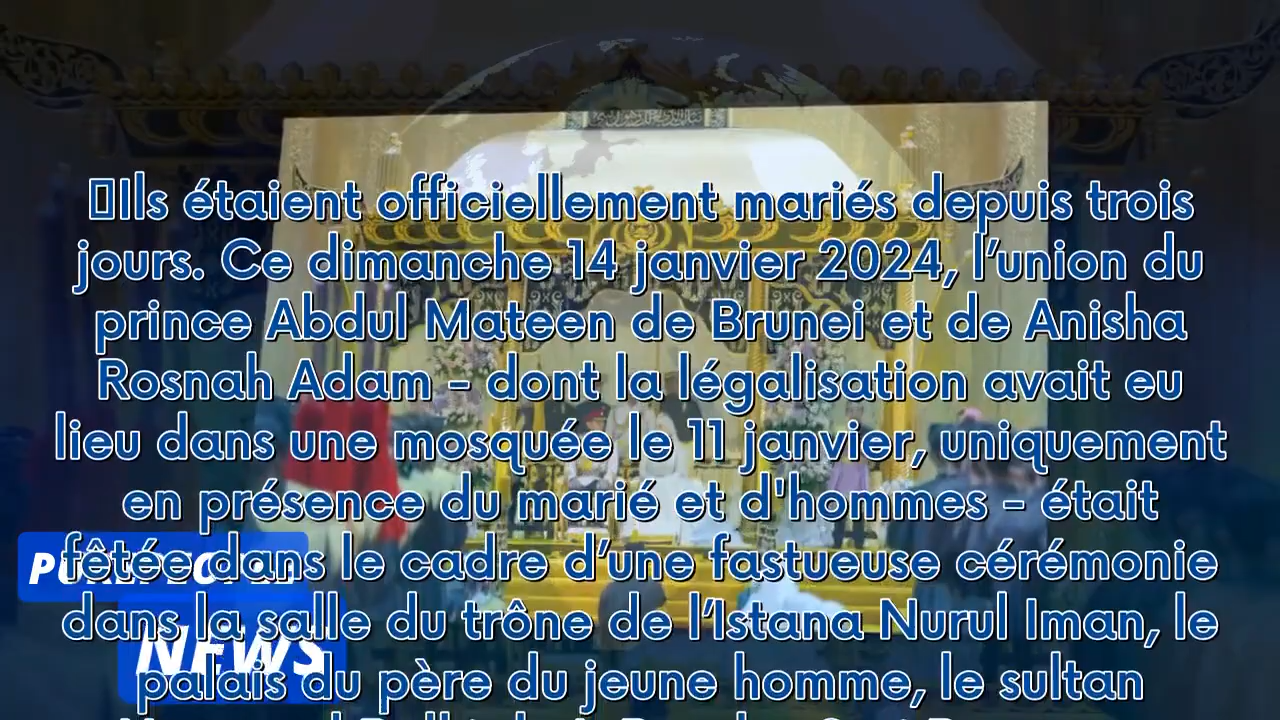 Ils étaient officiellement mariés depuis trois
jours. Ce dimanche 14 janvier 2024, l’union du
prince Abdul Mateen de Brunei et de Anisha
Rosnah Adam - dont la légalisation avait eu
lieu dans une mosquée le 11 janvier, uniquement
en présence du marié et d'hommes - était
fêtée dans le cadre d’une fastueuse cérémonie
dans la salle du trône de l’Istana Nurul Iman, le
palais du père du jeune homme, le sultan
NEWS